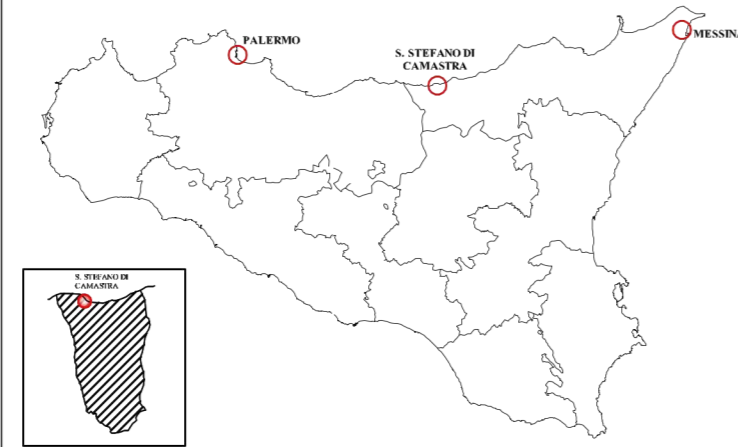 PALERMO
S. STEFANO DI
CAMASTRA
MESSINA
S. STEFANO DI
CAMASTRA